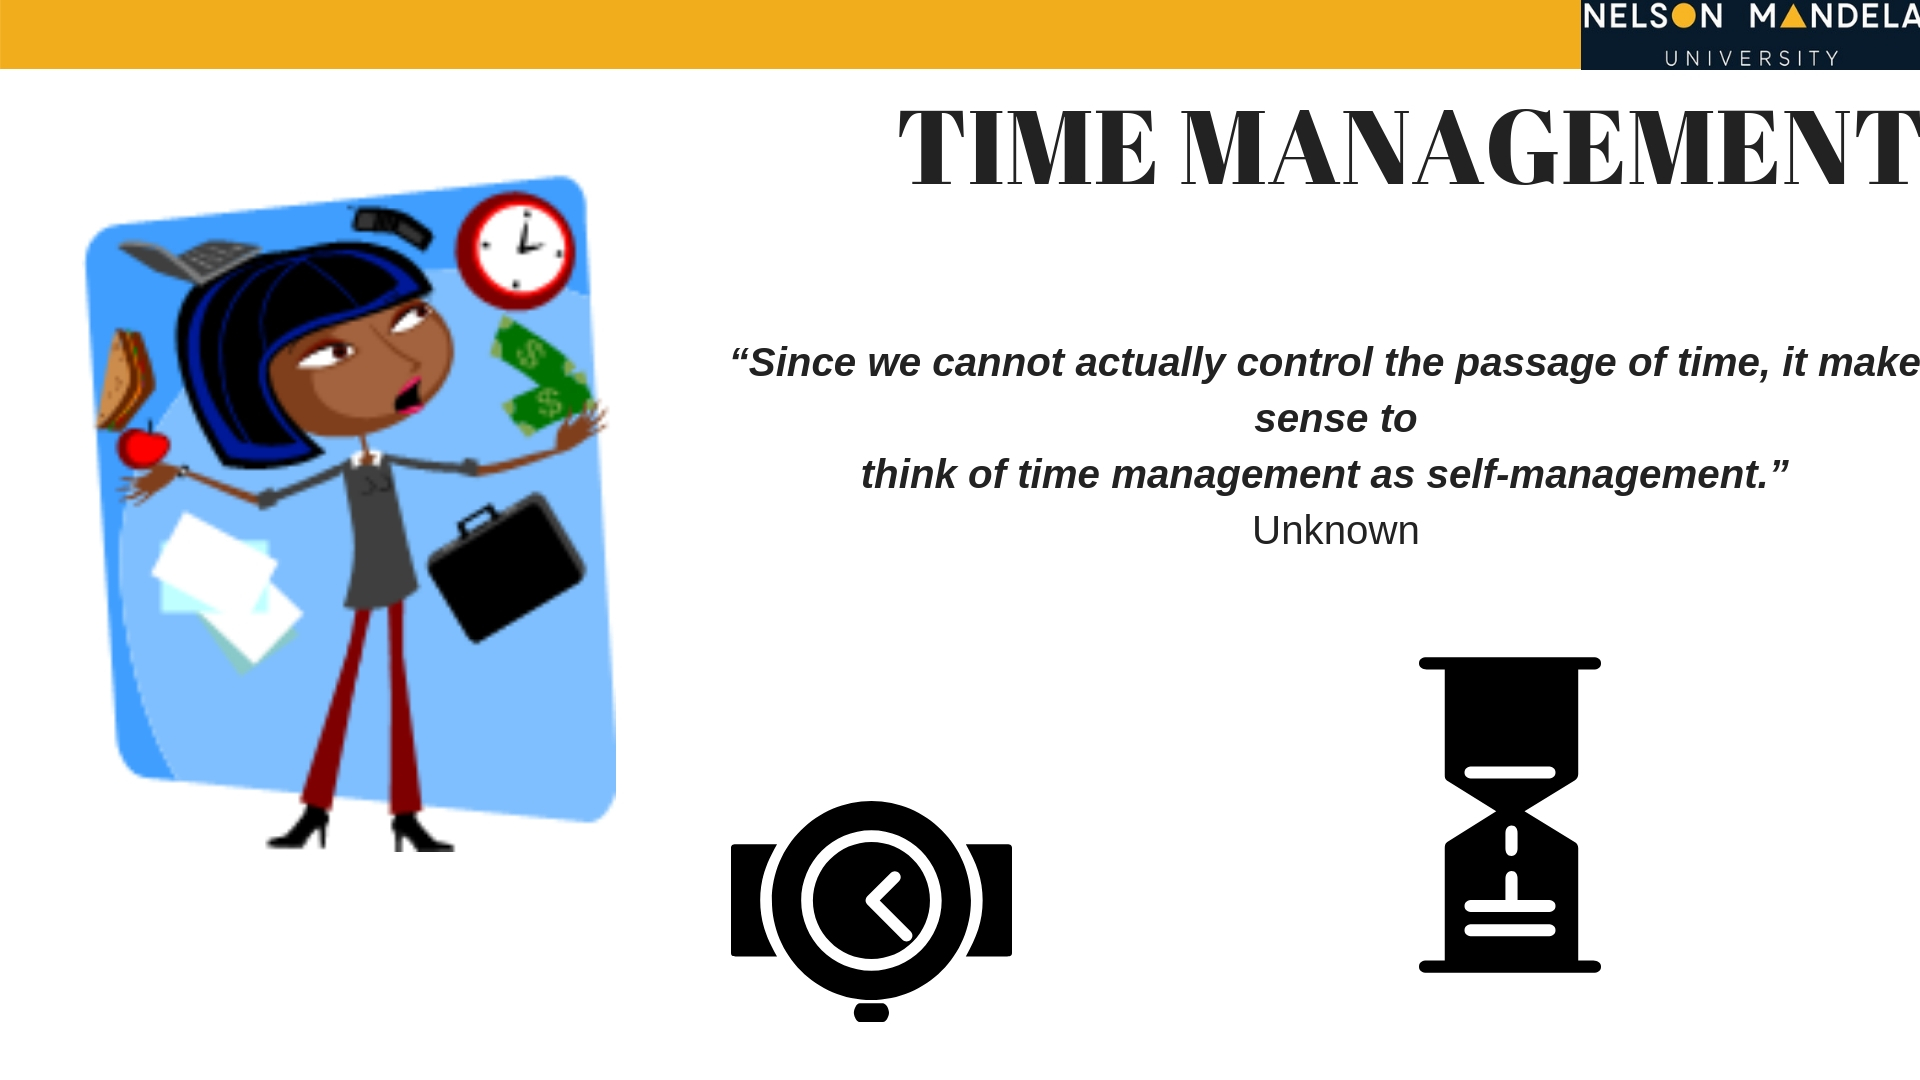 NELSON MANDELA
UNIVERSITY
TIME MANAGEMENT
“Since we cannot actually control the passage of time, it make
sense to
think of time management as self-management.”
Unknown
$
$